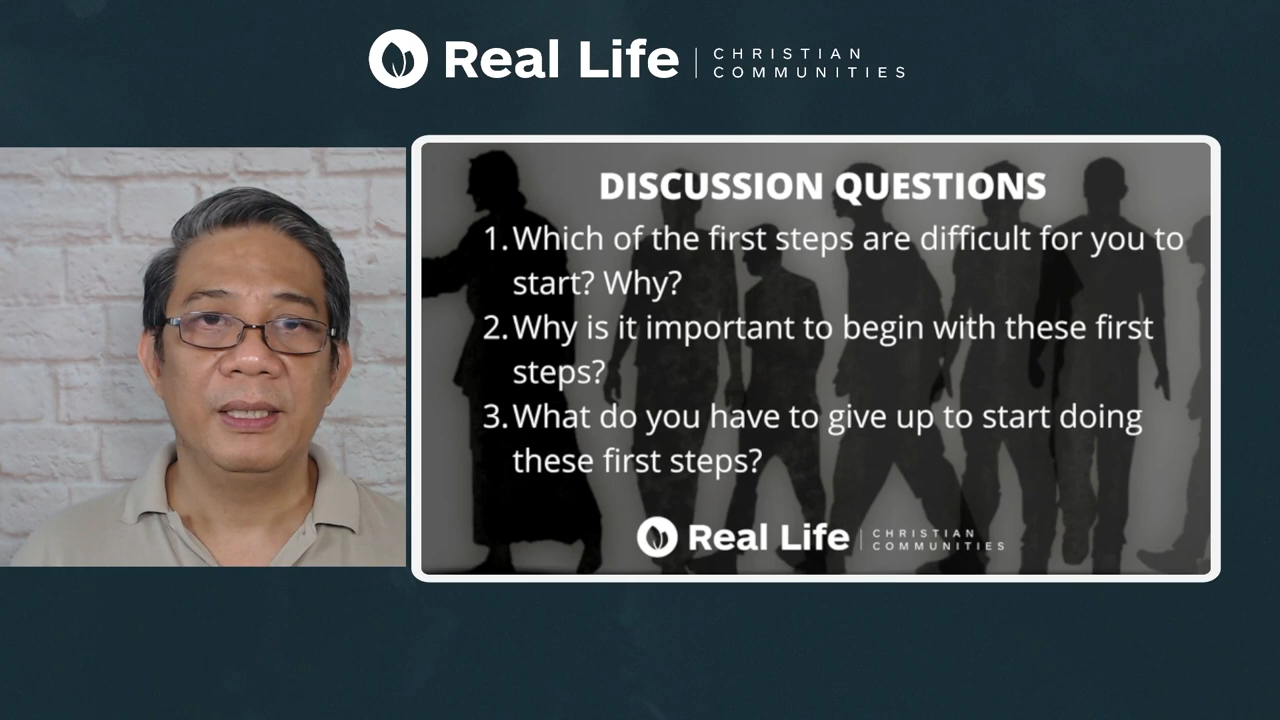 Real Life
CHRISTIAN
COMMUNITIES
DISCUSSION QUESTIONS
1. Which of the first steps are difficult for you to
start? Why?
2. Why is it important to begin with these first
steps?
3. What do you have to give up to start doing
these first steps?
Real Life
CHRISTIAN
COMMUNITIES